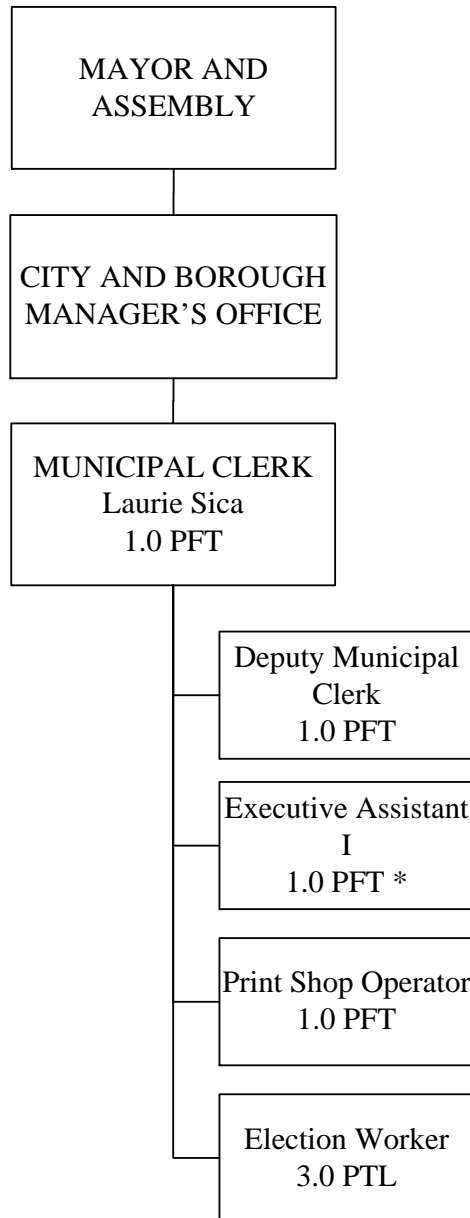 MAYOR AND
ASSEMBLY
CITY AND BOROUGH
MANAGER’S OFFICE
MUNICIPAL CLERK
Laurie Sica
1.0 PFT
Deputy Municipal
Clerk
1.0 PFT
Executive Assistant
I
1.0 PFT *
Print Shop Operator
1.0 PFT
Election Worker
3.0 PTL